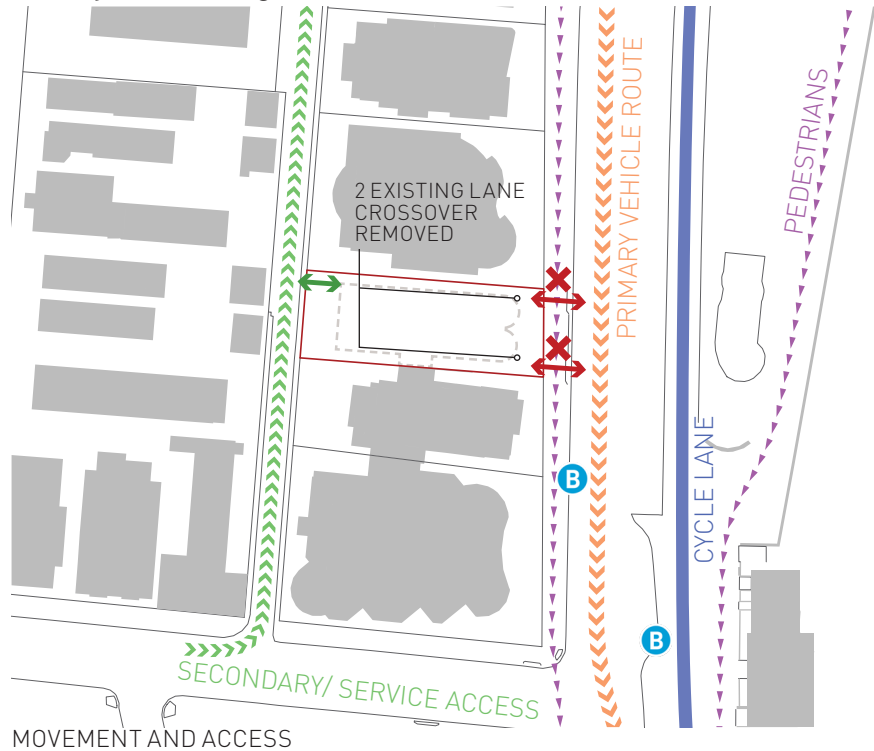 2 EXISTING LANE
CROSSOVER
REMOVED
PRIMARY VEHICLE ROUTE
PEDESTRIANS
CYCLE LANE
B
B
SECONDARY/ SERVICE ACCESS
MOVEMENT AND ACCESS